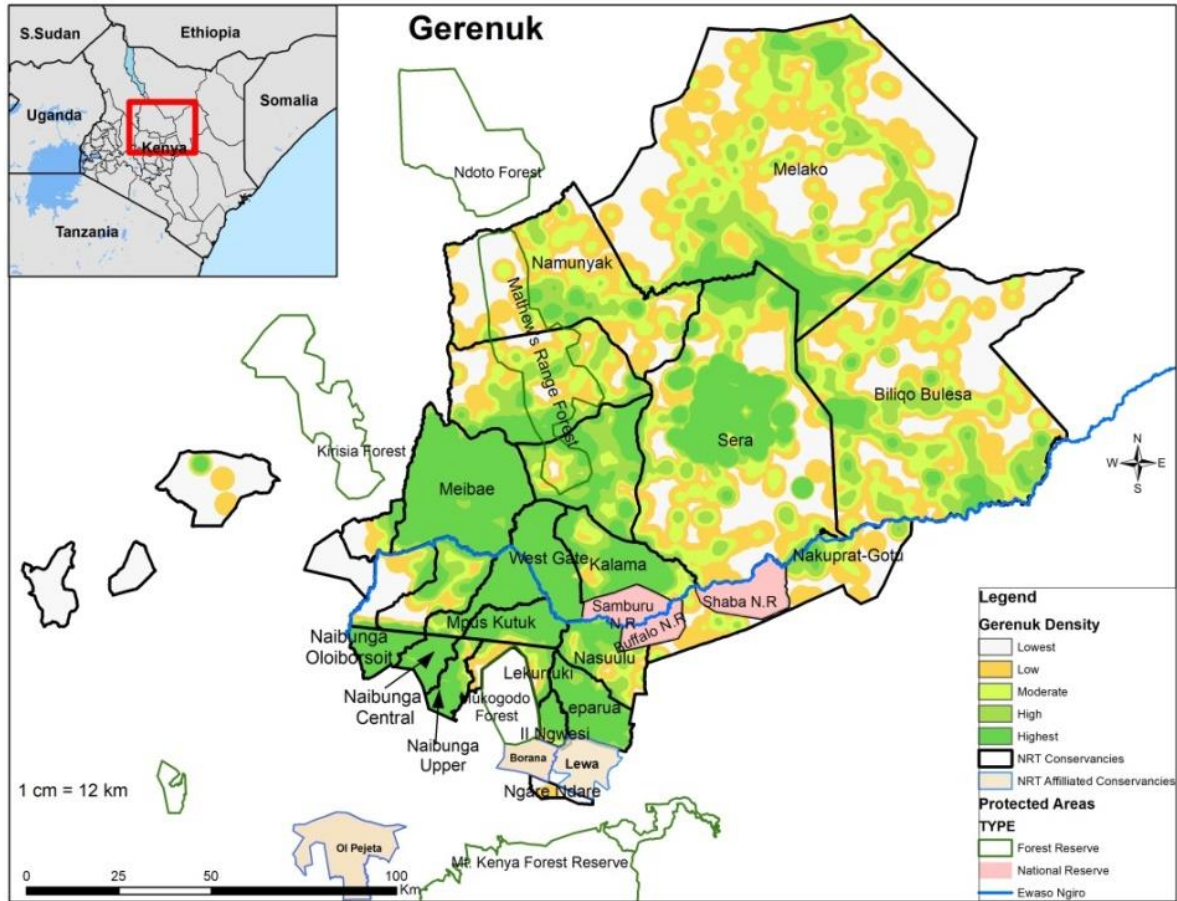 Gerenuk
S.Sudan
Ethiopia
Uganda
Somalia
Kenya
Tanzania
Ndoto Forest
Melako
Namunyak
Mathew's Range Forest
Biliqo Bulesa
Kirisia Forest
Sera
N
W E
S
Meibae
West Gate
Kalama
Nakuprat-Gotu
Samburu
N.R
Shaba N.R
Buffalo N.R
Mpus Kutuk
Naibunga
Oloiborsoit
Nasuulu
Lekurruki
Naibunga
Central
Mukogodo
Forest
Leparua
Naibunga
Upper
Il Ngwesi
Borana
Lewa
Ngare Ndare
1 cm = 12 km
Ol Pejeta
Mt. Kenya Forest Reserve
0 25 50 100
Km
Legend
Gerenuk Density
Lowest
Low
Moderate
High
Highest
NRT Conservancies
NRT Affilliated Conservancies
Protected Areas
TYPE
Forest Reserve
National Reserve
Ewaso Ngiro